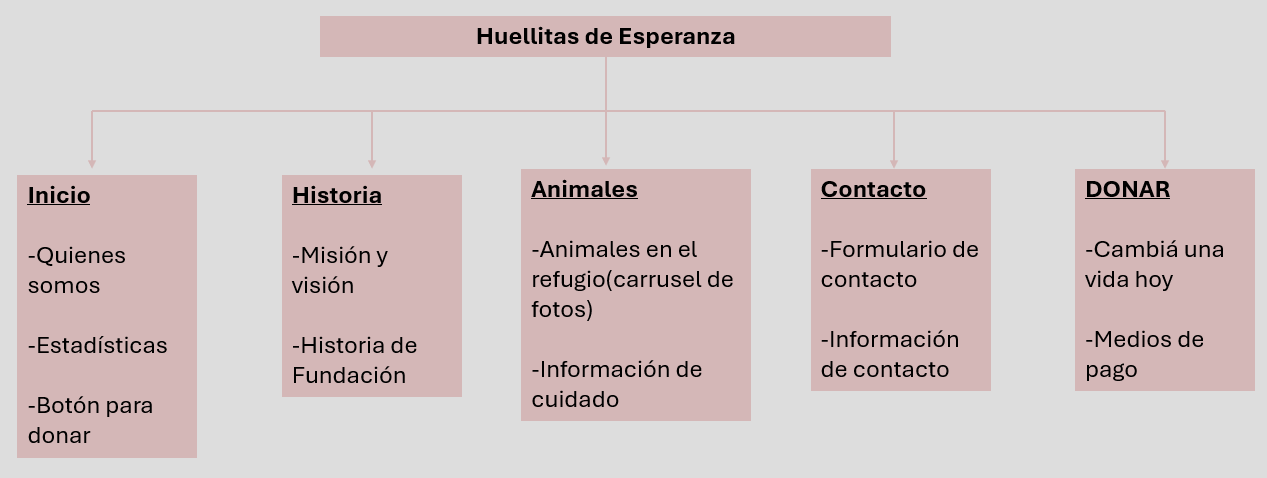 Huellitas de Esperanza
Inicio
-Quienes
somos
-Estadísticas
-Botón para
donar
Historia
-Misión y
visión
-Historia de
Fundación
Animales
-Animales en el
refugio(carrusel de
fotos)
-Información de
cuidado
Contacto
-Formulario de
contacto
-Información
de contacto
DONAR
-Cambiá una
vida hoy
-Medios de
pago